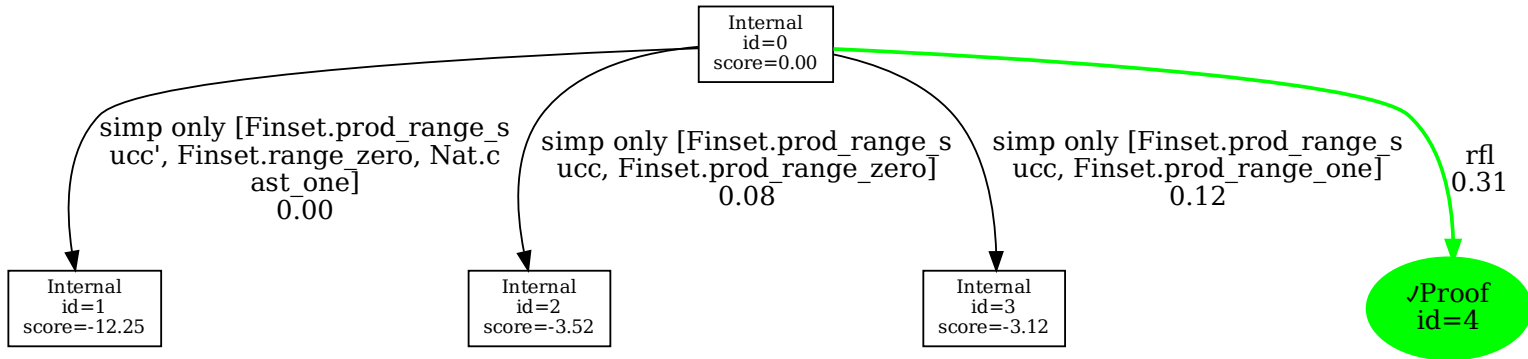 Internal
id=0
score=0.00
simp only [Finset.prod_range_s
ucc', Finset.range_zero, Nat.c
ast_one]
0.00
simp only [Finset.prod_range_s
ucc, Finset.prod_range_zero]
0.08
simp only [Finset.prod_range_s
ucc, Finset.prod_range_one]
0.12
rfl
0.31
Internal
id=1
score=-12.25
Internal
id=2
score=-3.52
Internal
id=3
score=-3.12
✓Proof
id=4